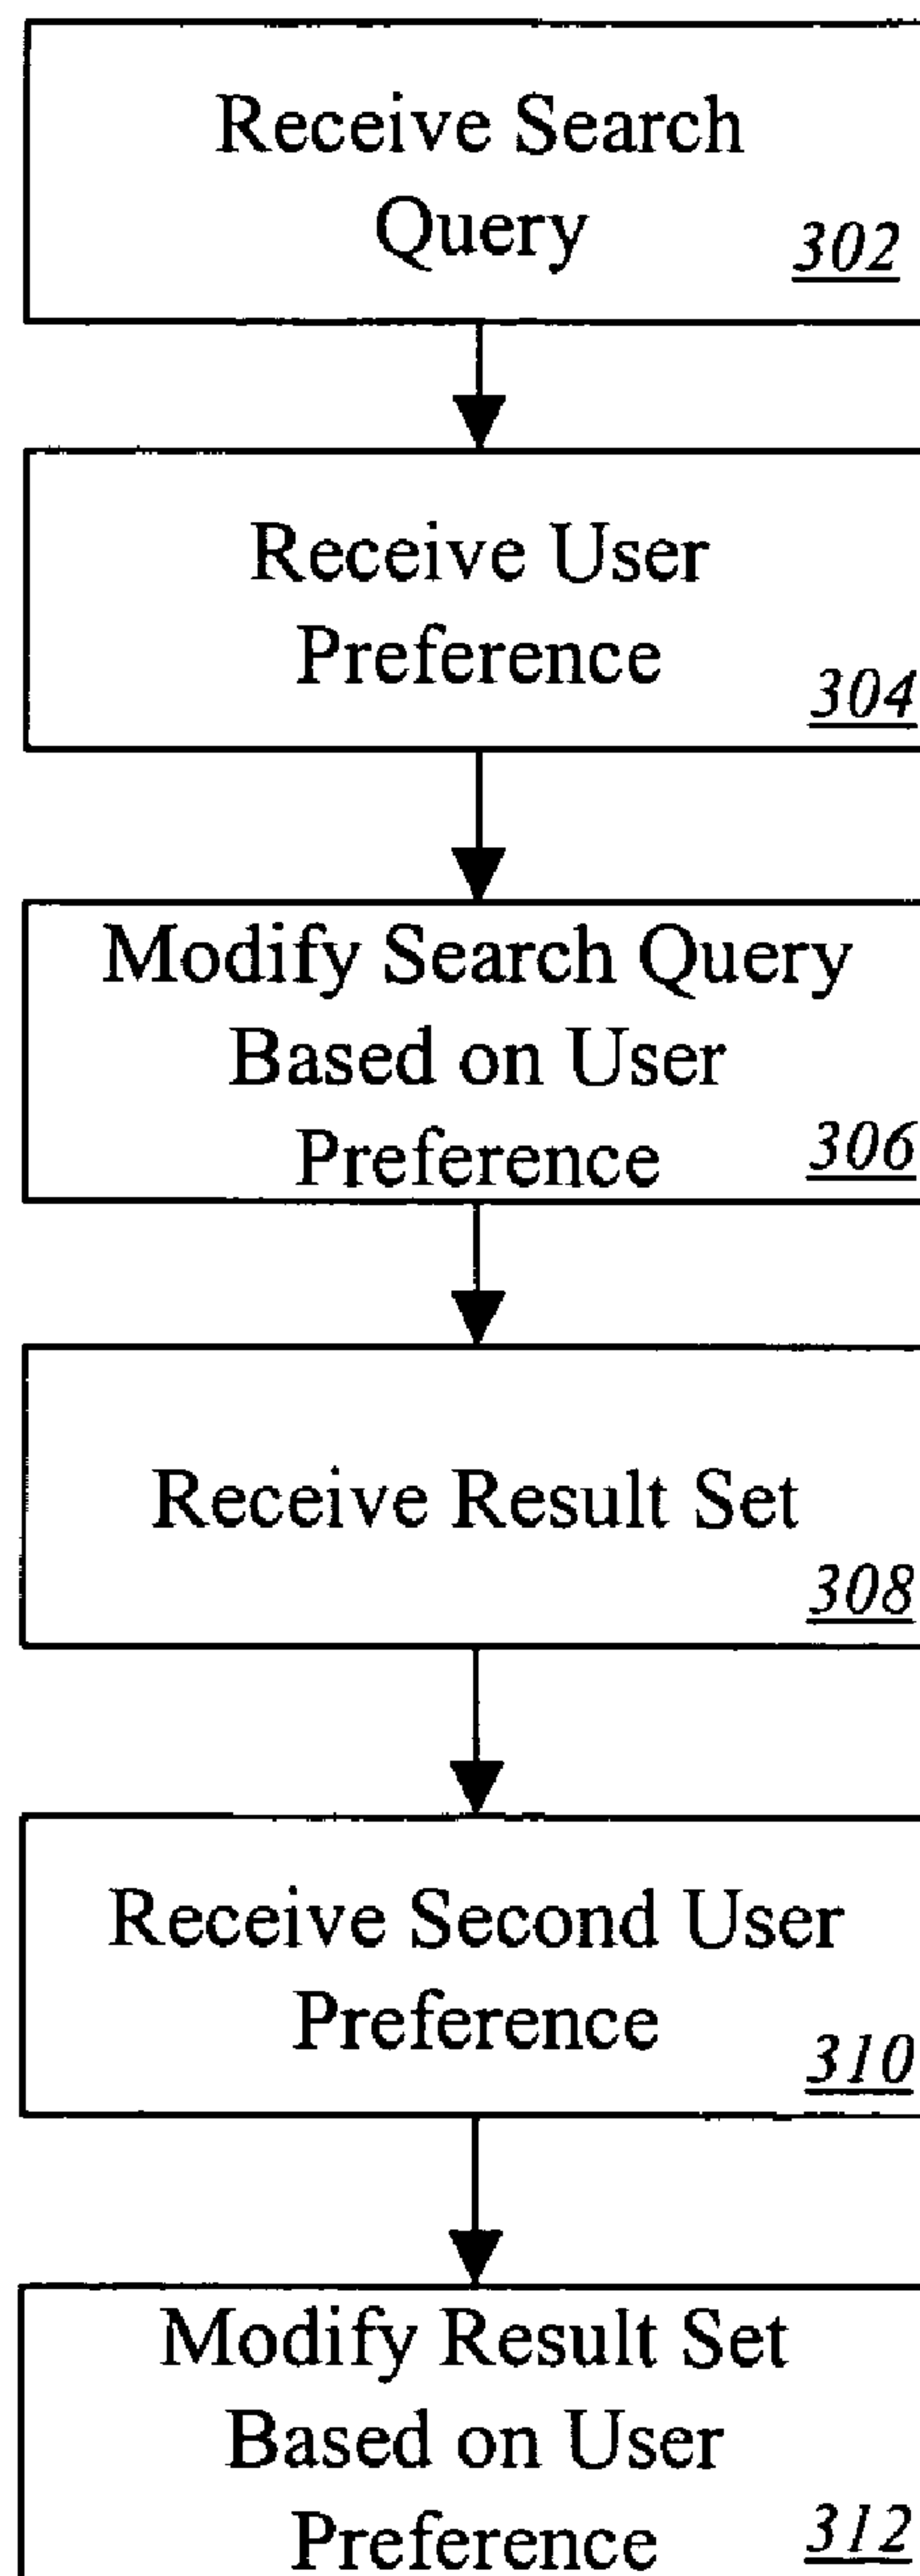 Receive Search
Query
302
Receive User
Preference
304
Modify Search Query
Based on User
Preference
306
Receive Result Set
308
Receive Second User
Preference
310
Modify Result Set
Based on User
Preference
312